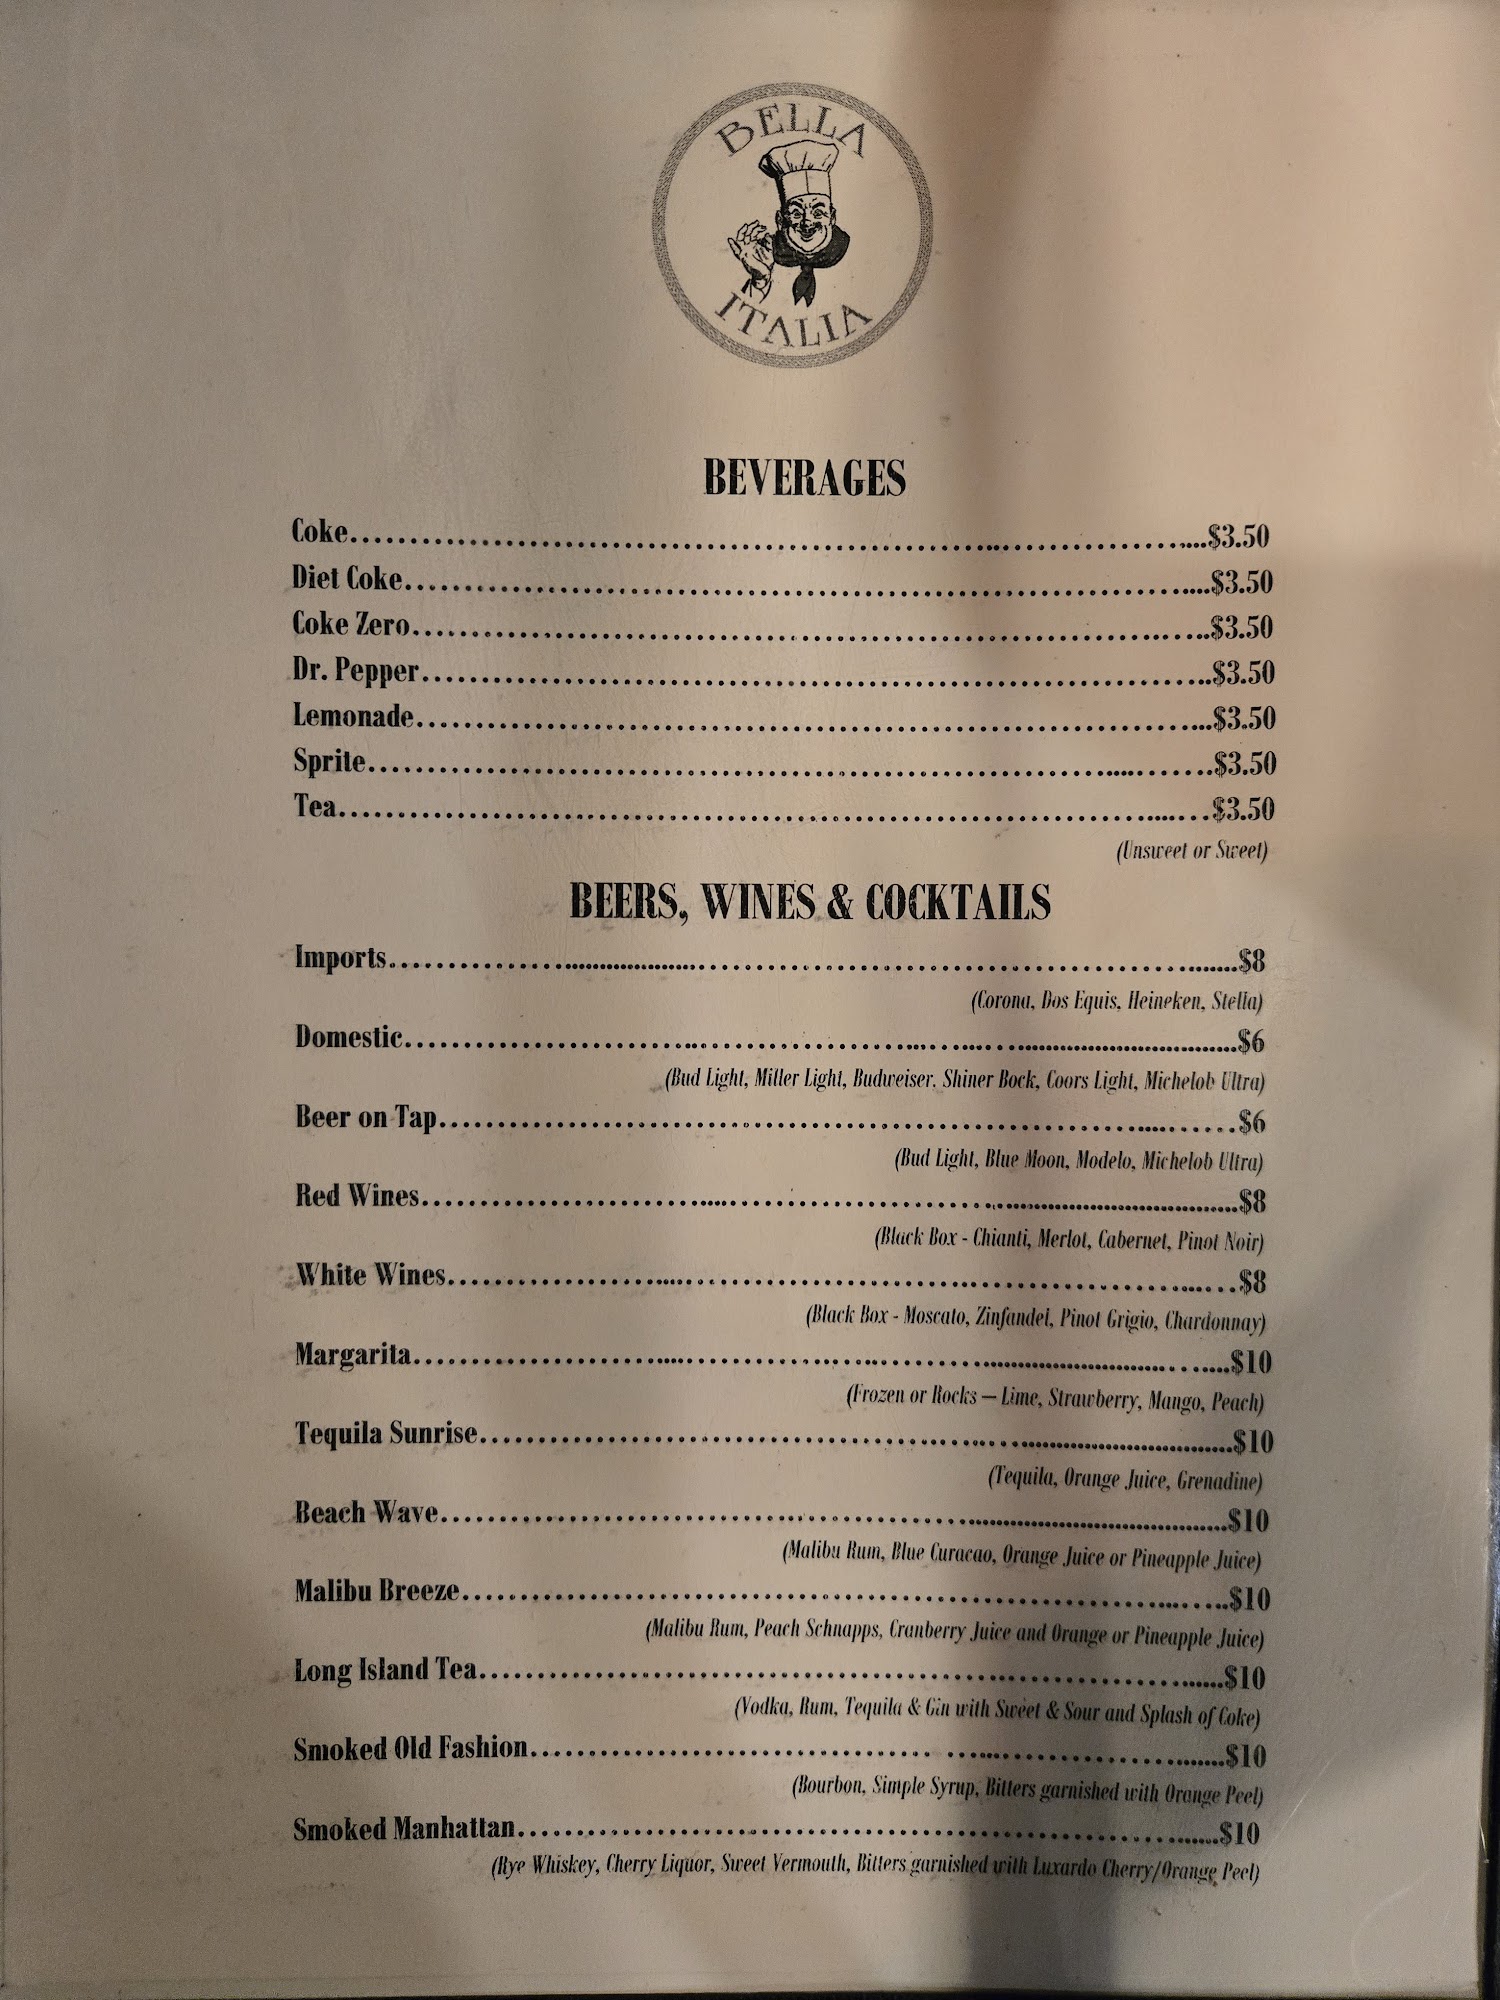 BELLA
ITALIA
BEVERAGES
Coke $3.50
Diet Coke $3.50
Coke Zero $3.50
Dr. Pepper $3.50
Lemonade $3.50
Sprite $3.50
Tea $3.50
(Unsweet or Sweet)
BEERS, WINES & COCKTAILS
Imports $8
(Corona, Dos Equis, Heineken, Stella)
Domestic $6
(Bud Light, Miller Light, Budweiser. Shiner Bock, Coors Light, Michelob Ultra)
Beer on Tap $6
(Bud Light, Blue Moon, Modelo, Michelob Ultra)
Red Wines $8
(Black Box - Chianti, Merlot, Cabernet, Pinot Noir)
White Wines $8
(Black Box - Moscato, Zinfandel, Pinot Grigio, Chardonnay)
Margarita $10
(Frozen or Rocks – Lime, Strawberry, Mango, Peach)
Tequila Sunrise $10
(Tequila, Orange Juice, Grenadine)
Beach Wave $10
(Malibu Rum, Blue Curacao, Orange Juice or Pineapple Juice)
Malibu Breeze $10
(Malibu Rum, Peach Schnapps, Cranberry Juice and Orange or Pineapple Juice)
Long Island Tea $10
(Vodka, Rum, Tequila & Gin with Sweet & Sour and Splash of Coke)
Smoked Old Fashion $10
(Bourbon, Simple Syrup, Bitters garnished with Orange Peel)
Smoked Manhattan $10
(Rye Whiskey, Cherry Liquor, Sweet Vermouth, Bitters garnished with Luxardo Cherry/Orange Peel)